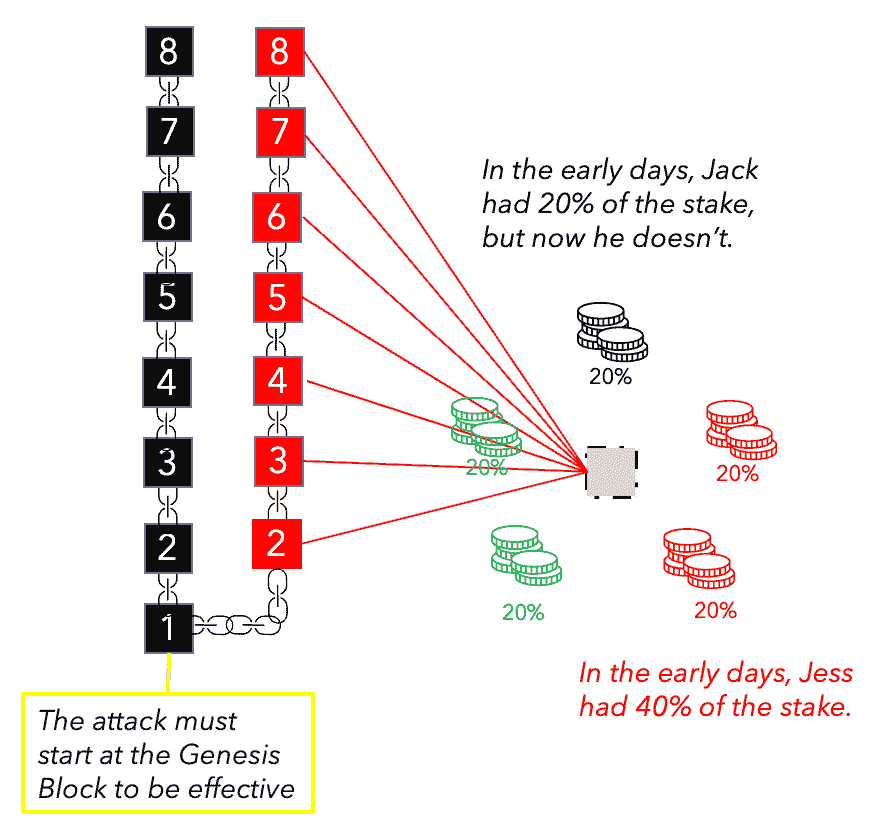 8 8
7 7
In the early days, Jack
had 20% of the stake,
but now he doesn't.
6 6
5 5
20%
4 4
20%
20%
3 3
2 2
20%
20%
1
In the early days, Jess
had 40% of the stake.
The attack must
start at the Genesis
Block to be effective